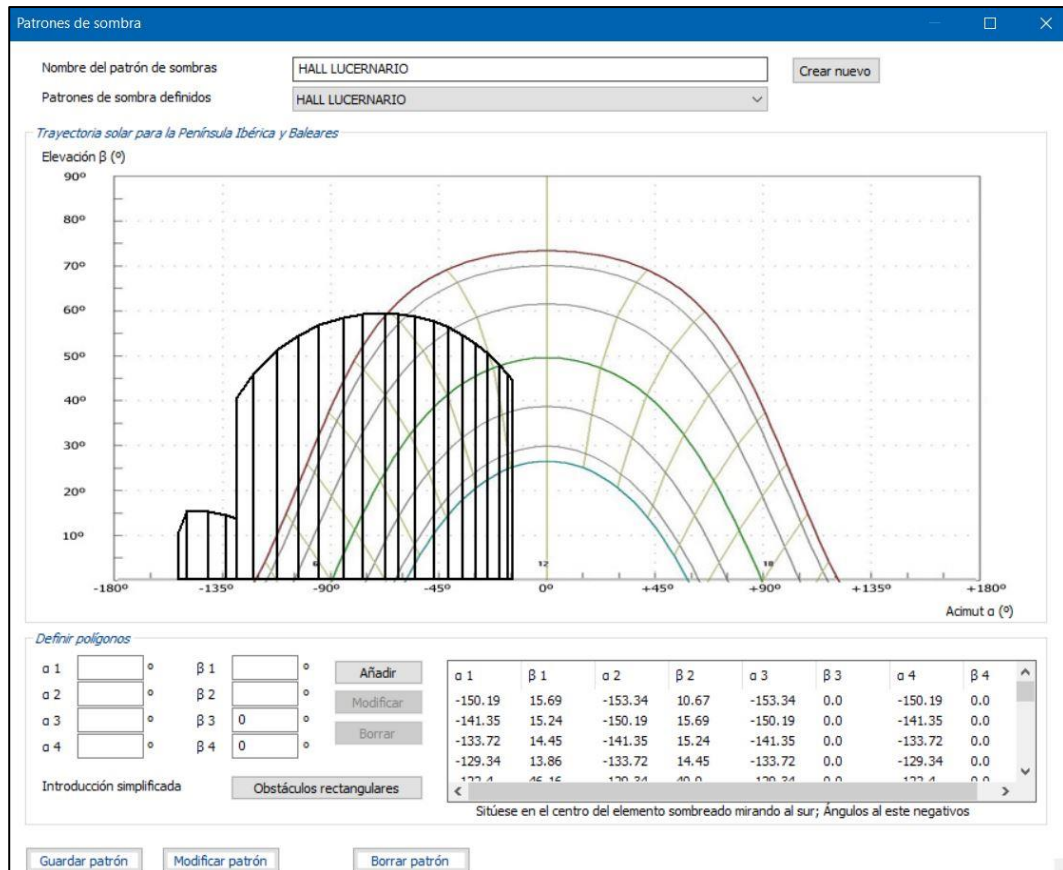 Patrones de sombra
Nombre del patrón de sombras HALL LUCERNARIO Crear nuevo
Patrones de sombra definidos HALL LUCERNARIO
Trayectoria solar para la Península Ibérica y Baleares
Elevación β (º)
90º
80º
70º
60º
50º
40º
30º
20º
10º
6 12 18
-180º -135º -90º -45º 0º +45º +90º +135º +180º
Acimut α (º)
Definir polígonos
α 1 º β 1 º Añadir
α 2 º β 2 º Modificar
α 3 º β 3 0 º Borrar
α 4 º β 4 0 º
Introducción simplificada Obstáculos rectangulares
α 1 β 1 α 2 β 2 α 3 β 3 α 4 β 4
-150.19 15.69 -153.34 10.67 -153.34 0.0 -150.19 0.0
-141.35 15.24 -150.19 15.69 -150.19 0.0 -141.35 0.0
-133.72 14.45 -141.35 15.24 -141.35 0.0 -133.72 0.0
-129.34 13.86 -133.72 14.45 -133.72 0.0 -129.34 0.0
Sitúese en el centro del elemento sombreado mirando al sur; Ángulos al este negativos
Guardar patrón Modificar patrón Borrar patrón